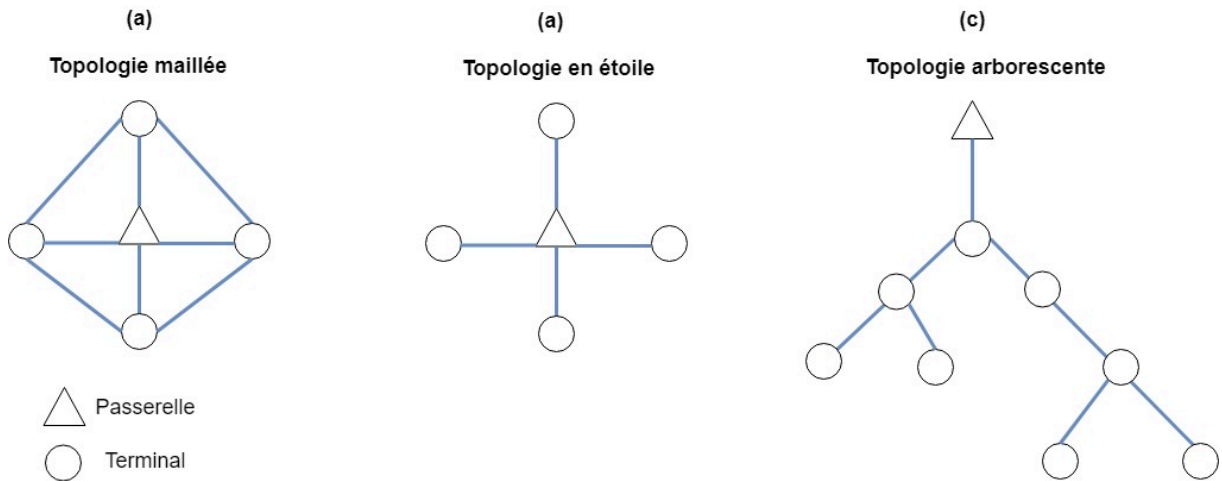 (a)
Topologie maillée
(a)
Topologie en étoile
(c)
Topologie arborescente
Passerelle
Terminal